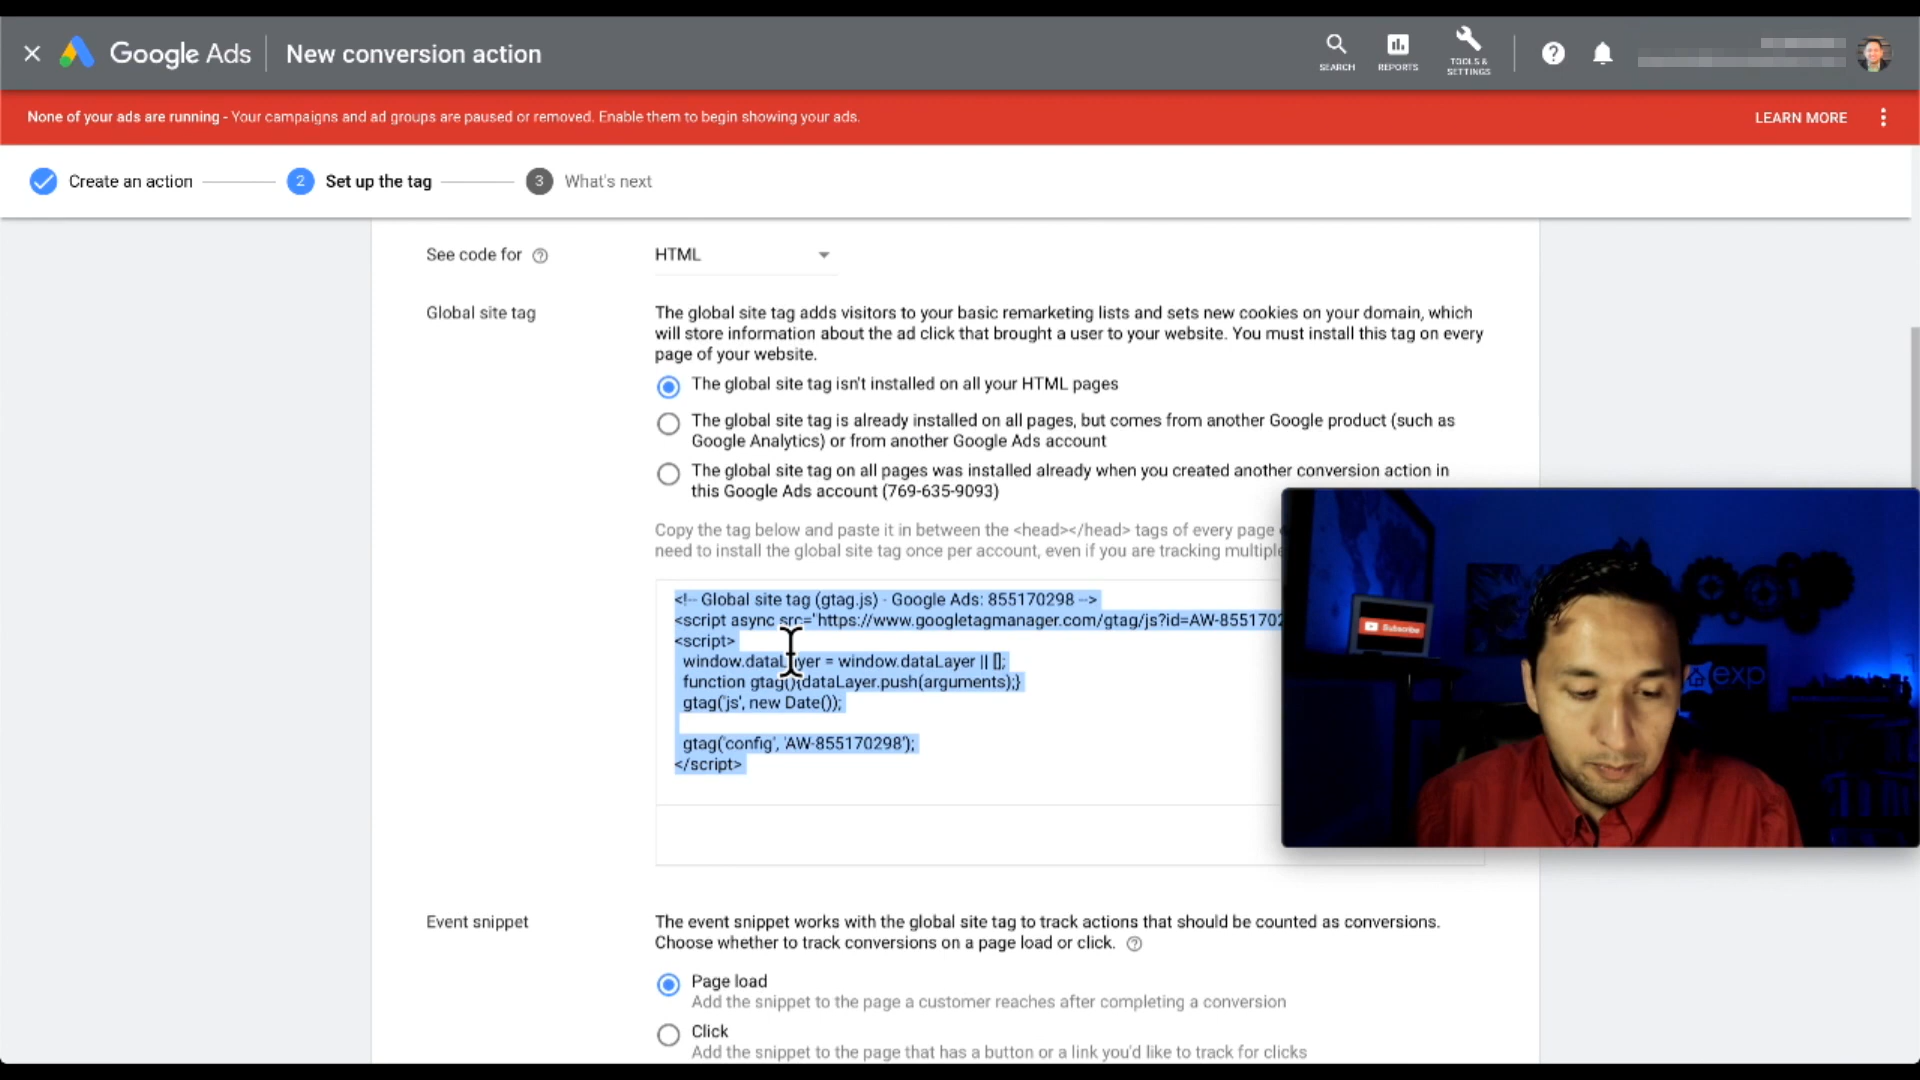 Google Ads
New conversion action
SEARCH
REPORTS
TOOLS &
SETTINGS
None of your ads are running - Your campaigns and ad groups are paused or removed. Enable them to begin showing your ads.
LEARN MORE
Create an action
2
Set up the tag
3
What's next
See code for
HTML
Global site tag
The global site tag adds visitors to your basic remarketing lists and sets new cookies on your domain, which
will store information about the ad click that brought a user to your website. You must install this tag on every
page of your website.
The global site tag isn't installed on all your HTML pages
The global site tag is already installed on all pages, but comes from another Google product (such as
Google Analytics) or from another Google Ads account
The global site tag on all pages was installed already when you created another conversion action in
this Google Ads account (769-635-9093)
Copy the tag below and paste it in between the <head></head> tags of every page
need to install the global site tag once per account, even if you are tracking multiple
<!-- Global site tag (gtag.js) - Google Ads: 855170298 -->
<script async src="https://www.googletagmanager.com/gtag/js?id=AW-8551702
<script>
window.dataLayer = window.dataLayer || [];
function gtag(){dataLayer.push(arguments);}
gtag('js', new Date());
gtag('config', 'AW-855170298');
</script>
Subscribe
exp
Event snippet
The event snippet works with the global site tag to track actions that should be counted as conversions.
Choose whether to track conversions on a page load or click.
Page load
Add the snippet to the page a customer reaches after completing a conversion
Click
Add the snippet to the page that has a button or a link you'd like to track for clicks